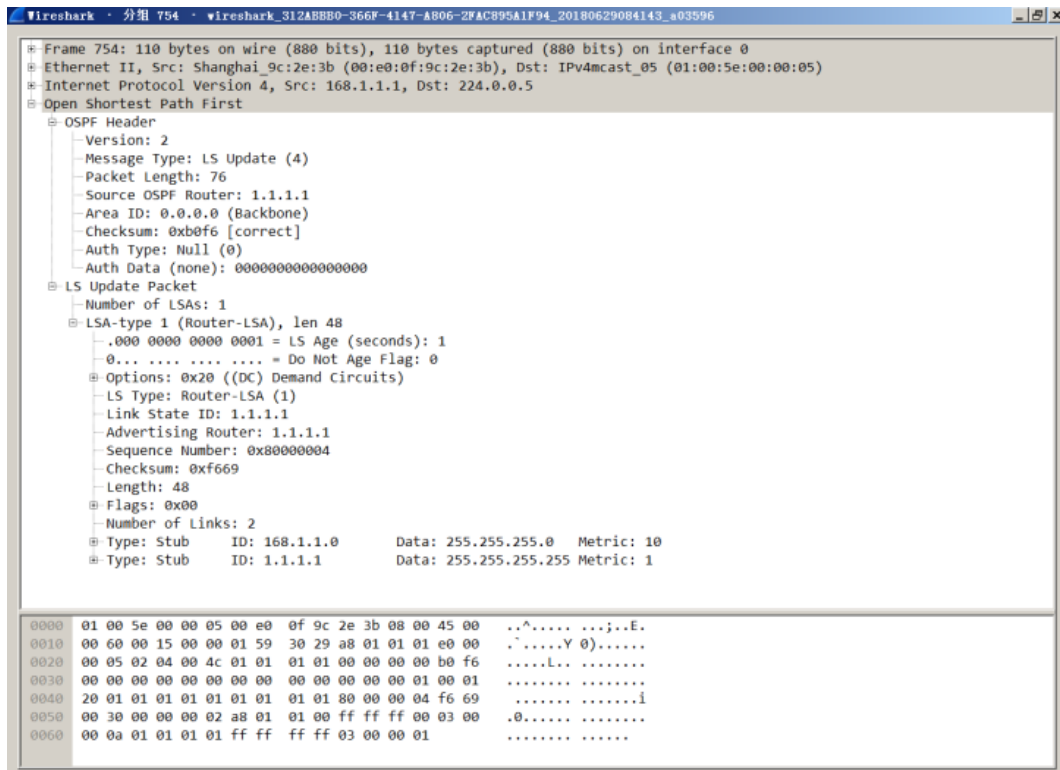 Wireshark · 分组 754 · wireshark_312ABBB0-366F-4147-A806-2FAC895A1F94_20180629084143_a03596
Frame 754: 110 bytes on wire (880 bits), 110 bytes captured (880 bits) on interface 0
Ethernet II, Src: Shanghai_9c:2e:3b (00:e0:0f:9c:2e:3b), Dst: IPv4mcast_05 (01:00:5e:00:00:05)
Internet Protocol Version 4, Src: 168.1.1.1, Dst: 224.0.0.5
Open Shortest Path First
OSPF Header
Version: 2
Message Type: LS Update (4)
Packet Length: 76
Source OSPF Router: 1.1.1.1
Area ID: 0.0.0.0 (Backbone)
Checksum: 0xb0f6 [correct]
Auth Type: Null (0)
Auth Data (none): 0000000000000000
LS Update Packet
Number of LSAs: 1
LSA-type 1 (Router-LSA), len 48
.000 0000 0000 0001 = LS Age (seconds): 1
0... .... .... .... = Do Not Age Flag: 0
Options: 0x20 ((DC) Demand Circuits)
LS Type: Router-LSA (1)
Link State ID: 1.1.1.1
Advertising Router: 1.1.1.1
Sequence Number: 0x80000004
Checksum: 0xf669
Length: 48
Flags: 0x00
Number of Links: 2
Type: Stub ID: 168.1.1.0 Data: 255.255.255.0 Metric: 10
Type: Stub ID: 1.1.1.1 Data: 255.255.255.255 Metric: 1
0000 01 00 5e 00 00 05 00 e0 0f 9c 2e 3b 08 00 45 00 ..^..... ...;..E.
0010 00 60 00 15 00 00 01 59 30 29 a8 01 01 01 e0 00 .`.....Y 0)......
0020 00 05 02 04 00 4c 01 01 01 01 00 00 00 00 b0 f6 .....L.. ........
0030 00 00 00 00 00 00 00 00 00 00 00 00 01 00 01 ........ ........
0040 20 01 01 01 01 01 01 01 01 01 80 00 00 04 f6 69 ....... .......i
0050 00 30 00 00 00 02 a8 01 01 00 ff ff ff 00 03 00 .0...... ........
0060 00 0a 01 01 01 01 ff ff ff ff 03 00 00 01 ........ ......